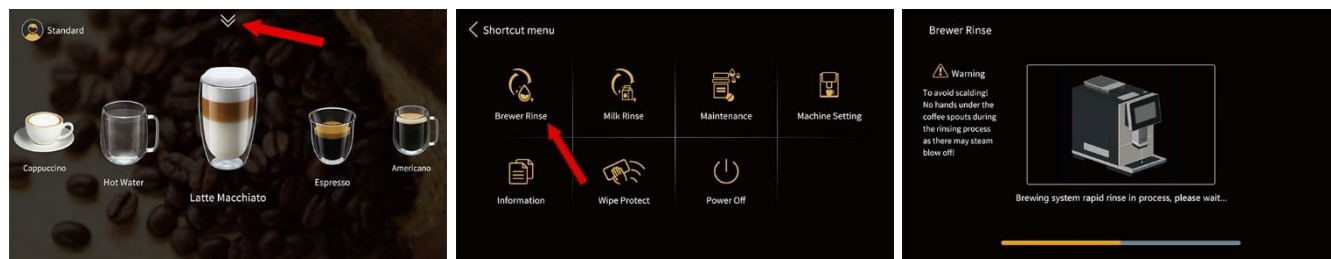 Standard
Cappuccino
Hot Water
Latte Macchiato
Espresso
Americano
Shortcut menu
Brewer Rinse
Milk Rinse
Maintenance
Machine Setting
Information
Wipe Protect
Power Off
Brewer Rinse
Warning
To avoid scalding!
No hands under the
coffee spouts during
the rinsing process
as there may steam
blow off!
Brewing system rapid rinse in process, please wait...